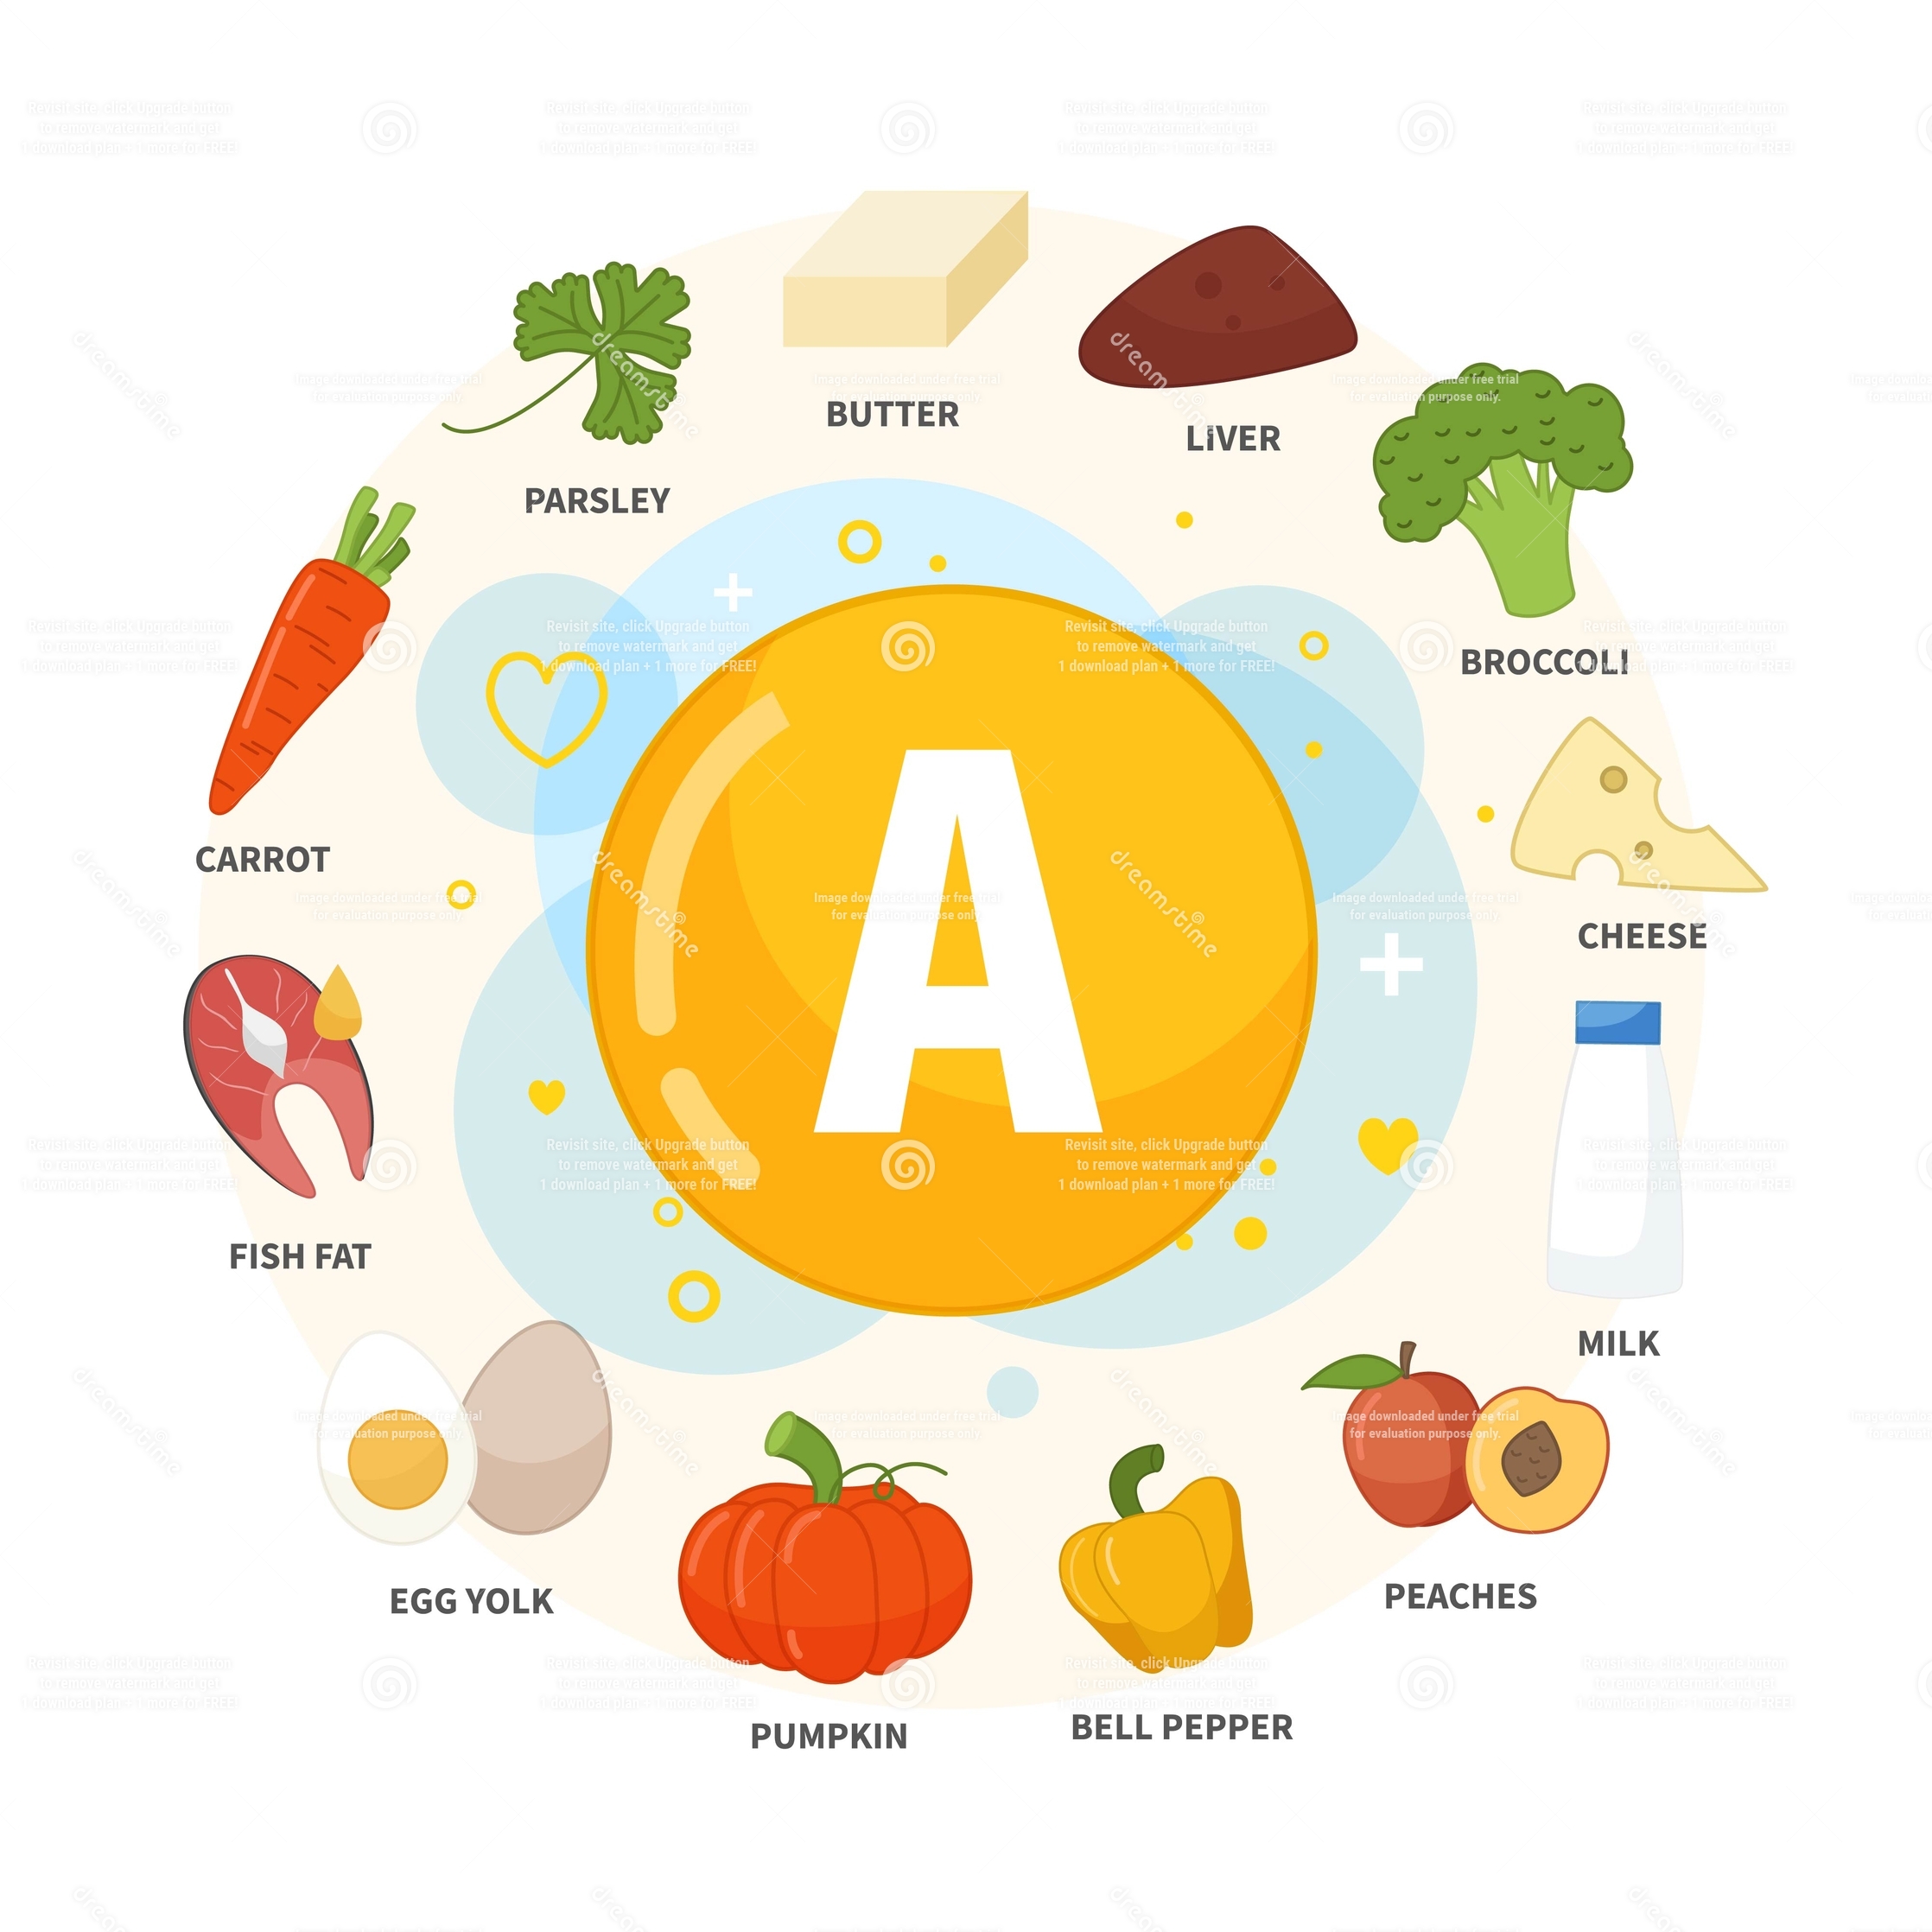 BUTTER
LIVER
PARSLEY
BROCCOLI
CARROT
CHEESE
A
FISH FAT
MILK
EGG YOLK
PEACHES
PUMPKIN
BELL PEPPER
Revisit site, click Upgrade button
to remove watermark and get
1 download plan + 1 more for FREE!
Image downloaded under free trial
for evaluation purpose only.
dreamstime